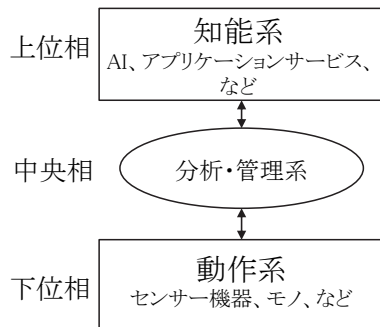 上位相
知能系
AI、アプリケーションサービス、
など
中央相
分析・管理系
下位相
動作系
センサー機器、モノ、など